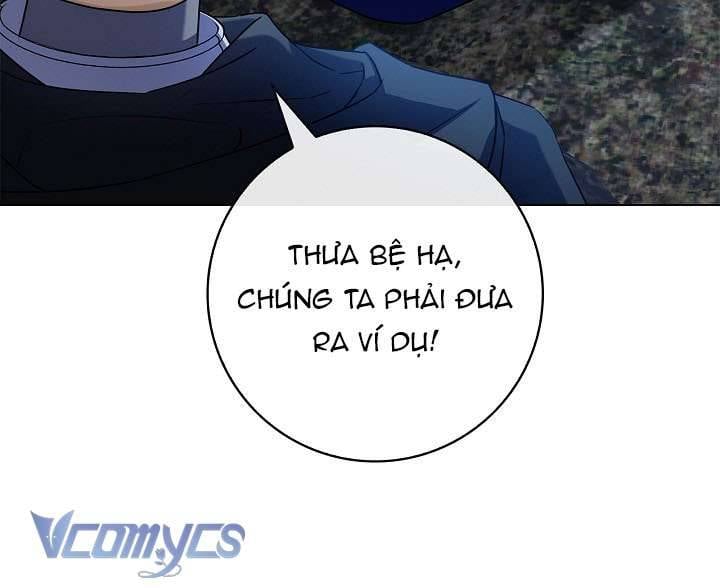 THƯA BỆ HẠ,
CHÚNG TA PHẢI ĐƯA
RA VÍ DỤ!
VCOMYCS